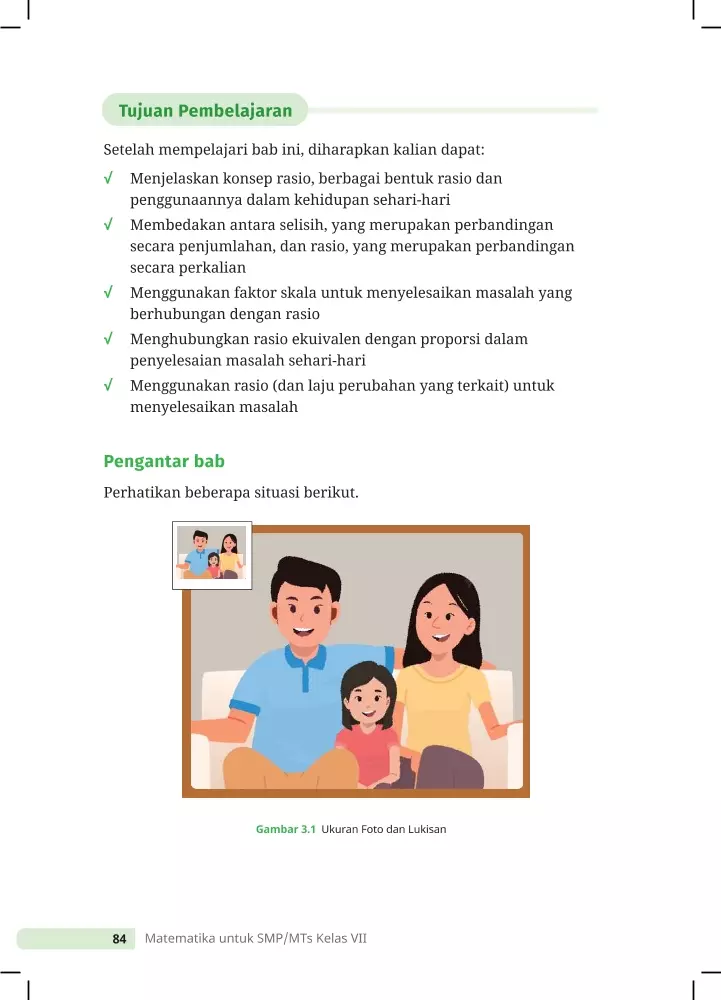 Tujuan Pembelajaran
Setelah mempelajari bab ini, diharapkan kalian dapat:
√ Menjelaskan konsep rasio, berbagai bentuk rasio dan
penggunaannya dalam kehidupan sehari-hari
√ Membedakan antara selisih, yang merupakan perbandingan
secara penjumlahan, dan rasio, yang merupakan perbandingan
secara perkalian
√ Menggunakan faktor skala untuk menyelesaikan masalah yang
berhubungan dengan rasio
√ Menghubungkan rasio ekuivalen dengan proporsi dalam
penyelesaian masalah sehari-hari
√ Menggunakan rasio (dan laju perubahan yang terkait) untuk
menyelesaikan masalah
Pengantar bab
Perhatikan beberapa situasi berikut.
Gambar 3.1 Ukuran Foto dan Lukisan
84 Matematika untuk SMP/MTs Kelas VII